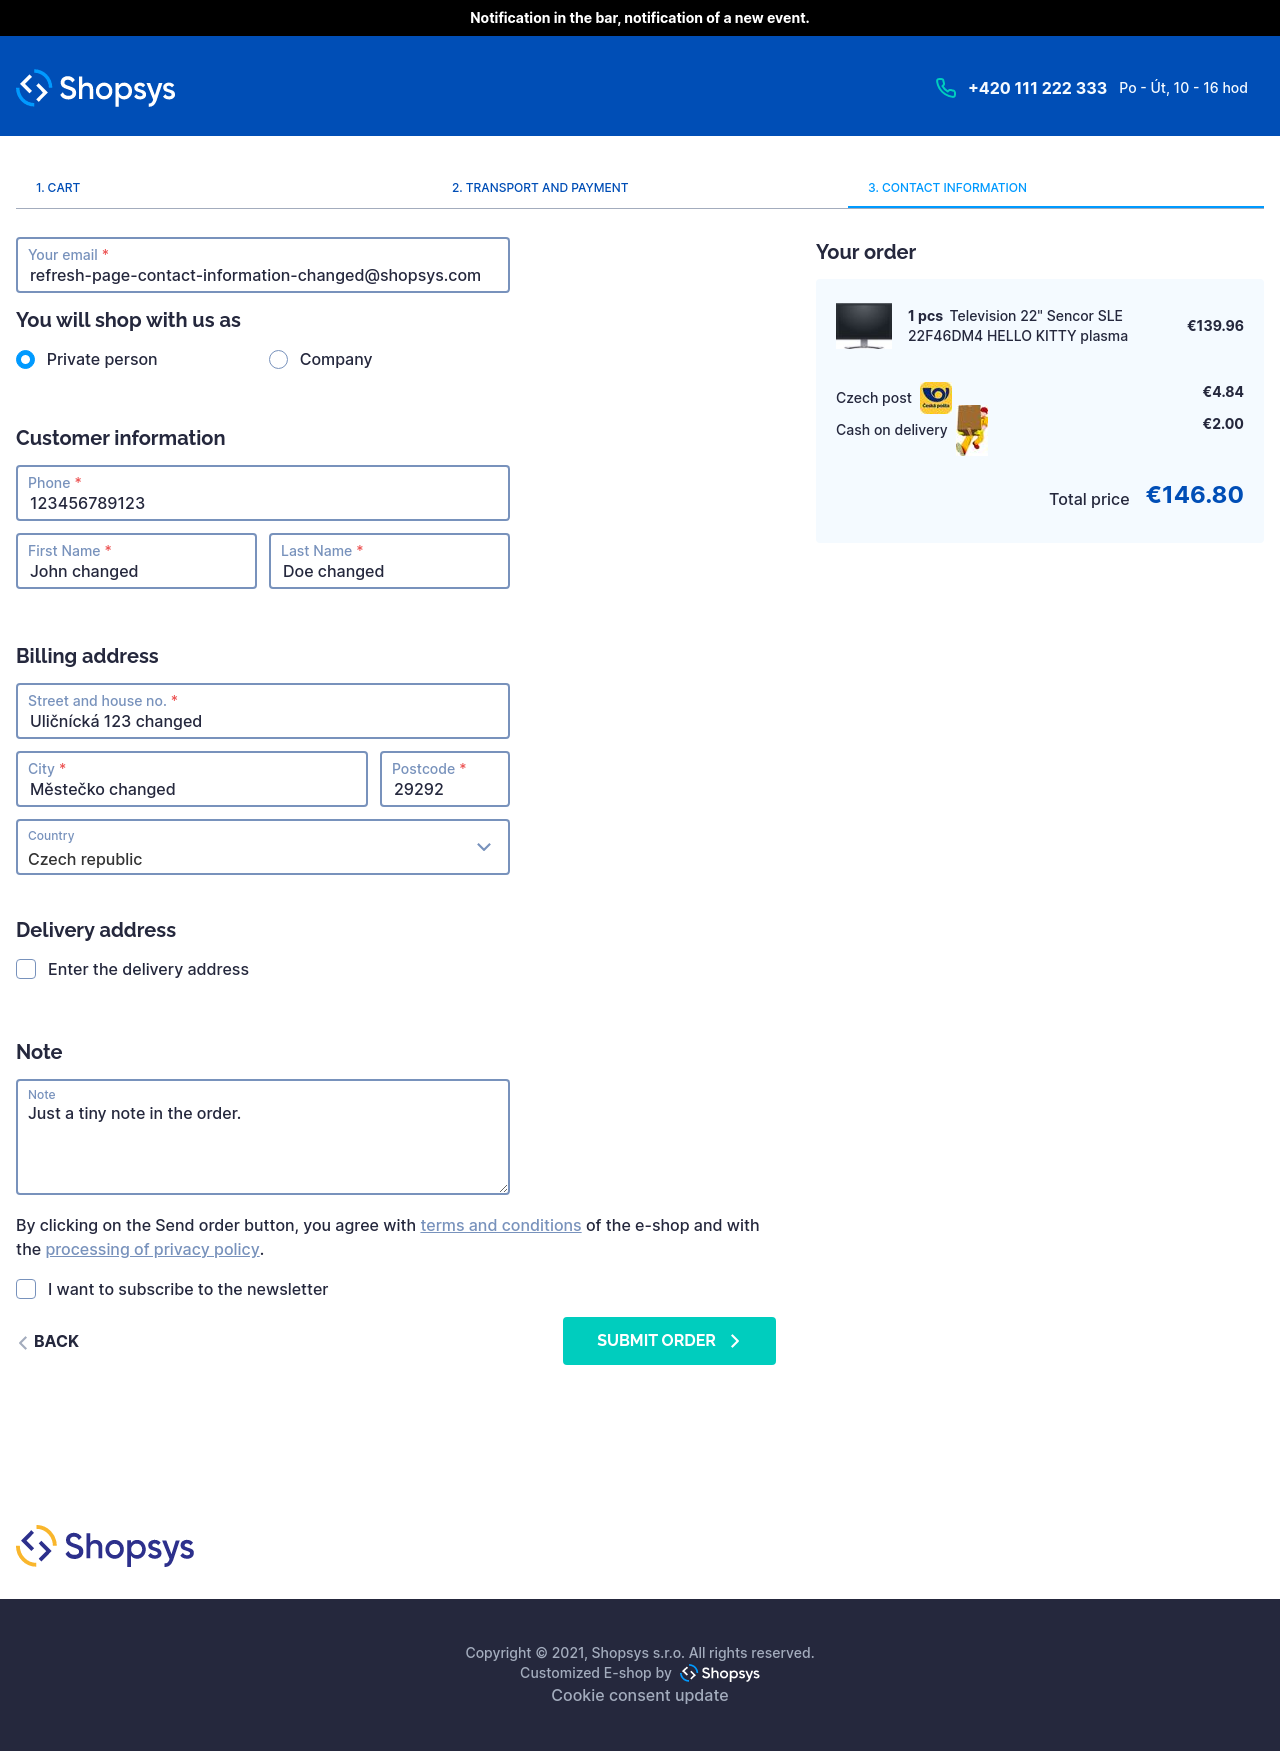 Notification in the bar, notification of a new event.
Shopsys
+420 111 222 333 Po - Út, 10 - 16 hod
1. CART
2. TRANSPORT AND PAYMENT
3. CONTACT INFORMATION
Your email *
refresh-page-contact-information-changed@shopsys.com
You will shop with us as
Private person
Company
Customer information
Phone *
123456789123
First Name *
John changed
Last Name *
Doe changed
Billing address
Street and house no. *
Uličnícká 123 changed
City *
Městečko changed
Postcode *
29292
Country
Czech republic
Delivery address
Enter the delivery address
Note
Note
Just a tiny note in the order.
By clicking on the Send order button, you agree with terms and conditions of the e-shop and with
the processing of privacy policy.
I want to subscribe to the newsletter
BACK
SUBMIT ORDER
Your order
1 pcs Television 22" Sencor SLE
22F46DM4 HELLO KITTY plasma
€139.96
Czech post
Česká pošta
€4.84
Cash on delivery
€2.00
Total price €146.80
Shopsys
Copyright © 2021, Shopsys s.r.o. All rights reserved.
Customized E-shop by Shopsys
Cookie consent update